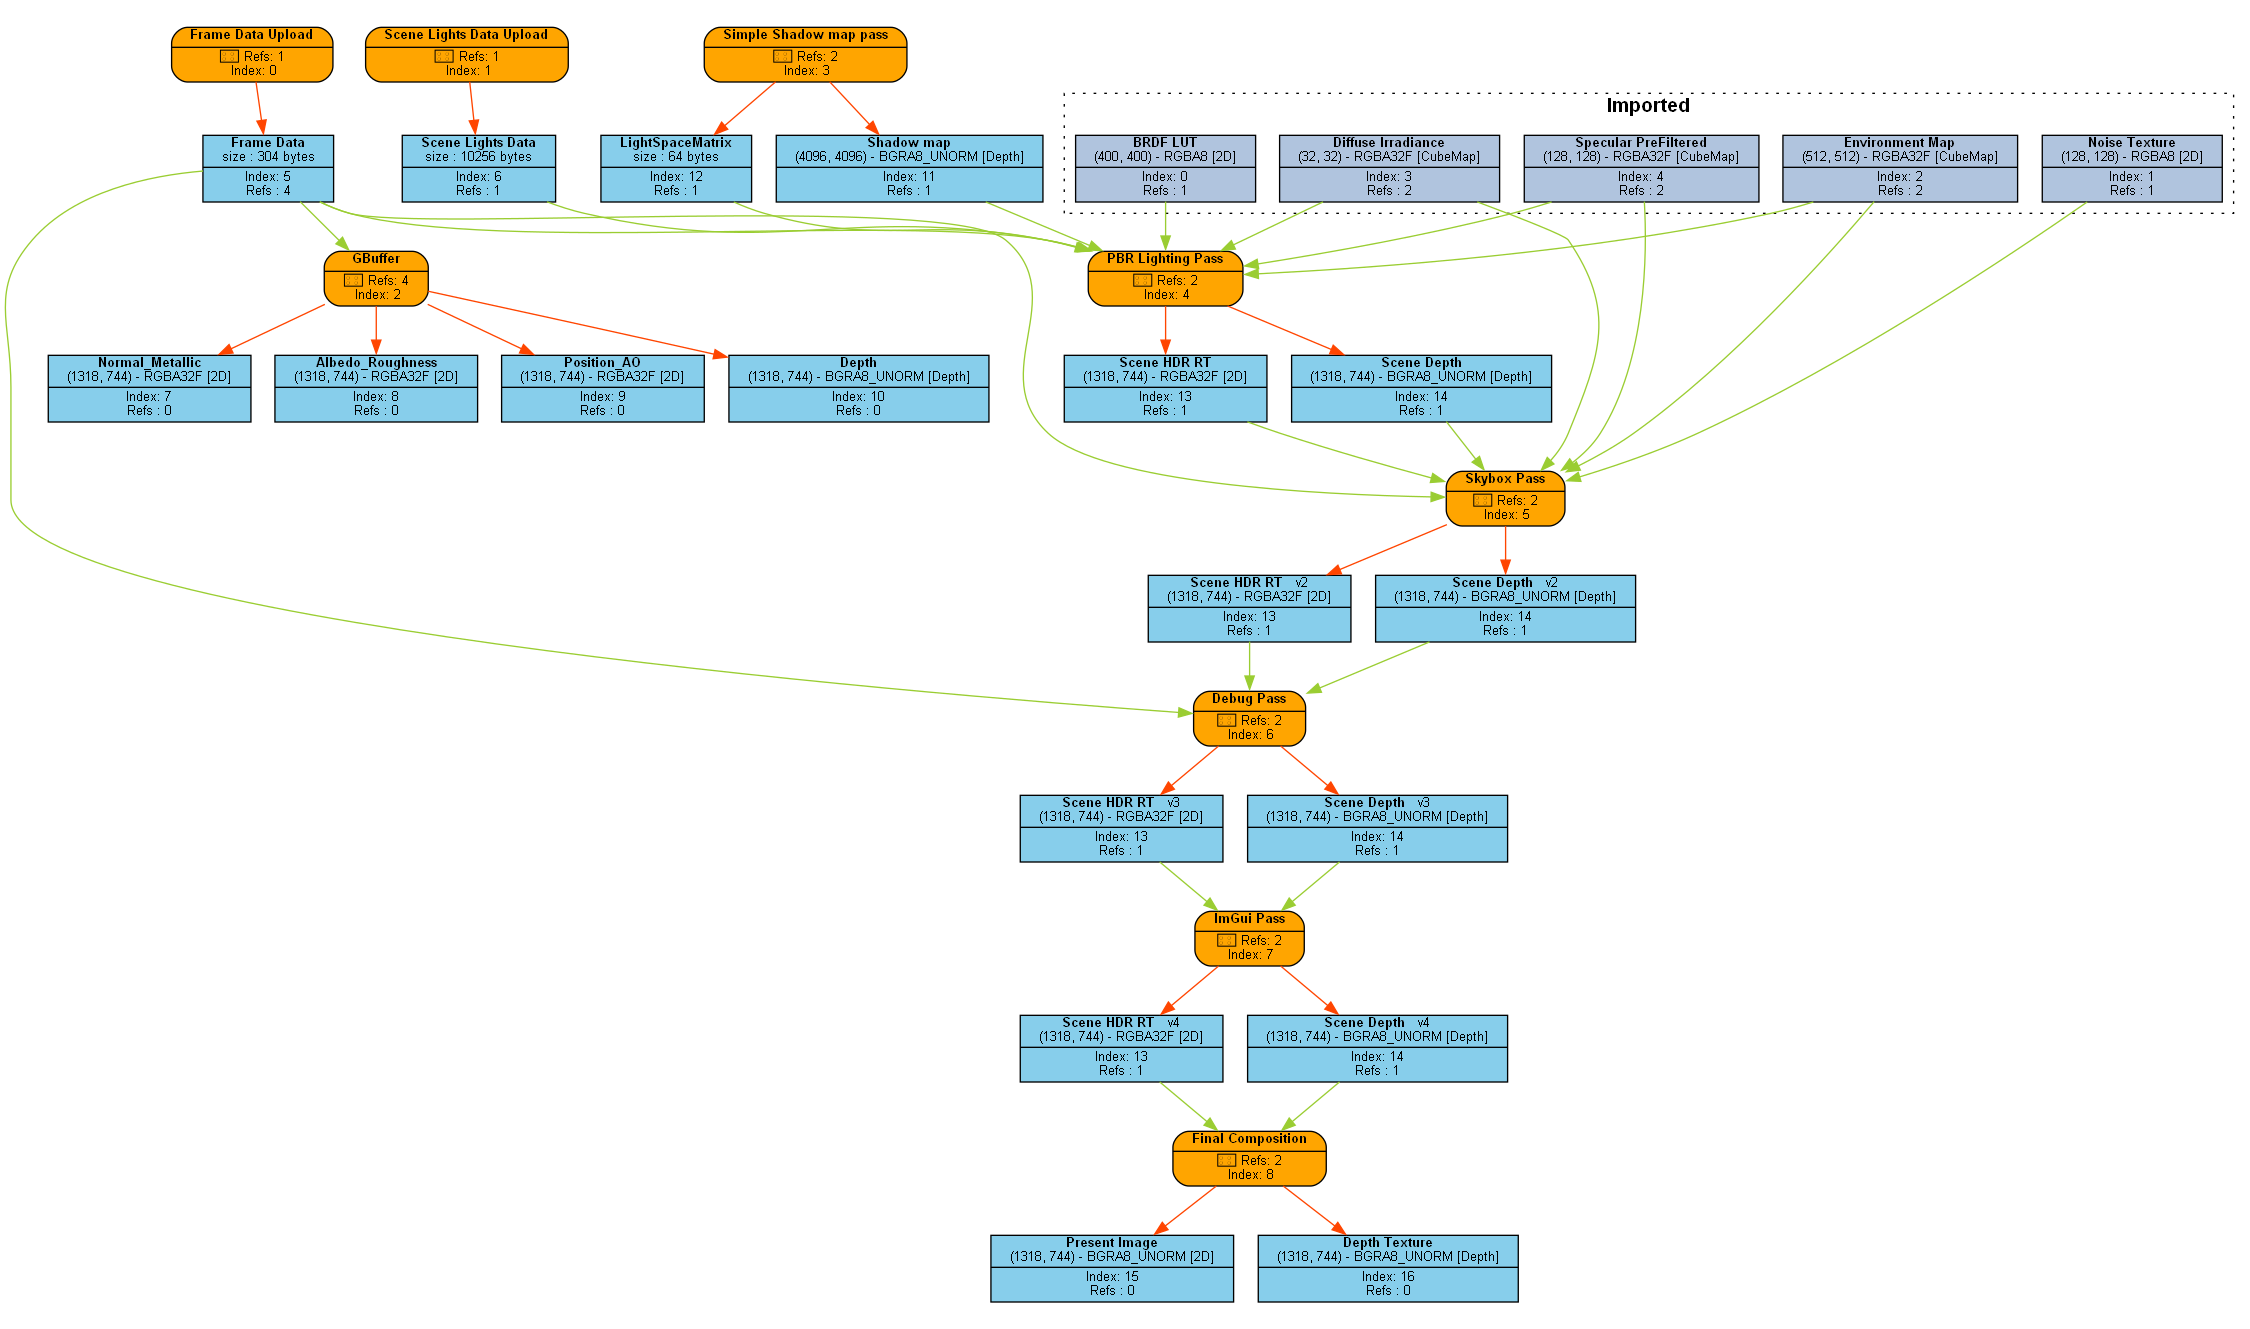 Frame Data Upload
Refs: 1
Index: 0
Scene Lights Data Upload
Refs: 1
Index: 1
Simple Shadow map pass
Refs: 2
Index: 3
Imported
Frame Data
size : 304 bytes
Index: 5
Refs : 4
Scene Lights Data
size : 10256 bytes
Index: 6
Refs : 1
LightSpaceMatrix
size : 64 bytes
Index: 12
Refs : 1
Shadow map
(4096, 4096) - BGRA8_UNORM [Depth]
Index: 11
Refs : 1
BRDF LUT
(400, 400) - RGBA8 [2D]
Index: 0
Refs : 1
Diffuse Irradiance
(32, 32) - RGBA32F [CubeMap]
Index: 3
Refs : 2
Specular PreFiltered
(128, 128) - RGBA32F [CubeMap]
Index: 4
Refs : 2
Environment Map
(512, 512) - RGBA32F [CubeMap]
Index: 2
Refs : 2
Noise Texture
(128, 128) - RGBA8 [2D]
Index: 1
Refs : 1
GBuffer
Refs: 4
Index: 2
PBR Lighting Pass
Refs: 2
Index: 4
Normal_Metallic
(1318, 744) - RGBA32F [2D]
Index: 7
Refs : 0
Albedo_Roughness
(1318, 744) - RGBA32F [2D]
Index: 8
Refs : 0
Position_AO
(1318, 744) - RGBA32F [2D]
Index: 9
Refs : 0
Depth
(1318, 744) - BGRA8_UNORM [Depth]
Index: 10
Refs : 0
Scene HDR RT
(1318, 744) - RGBA32F [2D]
Index: 13
Refs : 1
Scene Depth
(1318, 744) - BGRA8_UNORM [Depth]
Index: 14
Refs : 1
Skybox Pass
Refs: 2
Index: 5
Scene HDR RT v2
(1318, 744) - RGBA32F [2D]
Index: 13
Refs : 1
Scene Depth v2
(1318, 744) - BGRA8_UNORM [Depth]
Index: 14
Refs : 1
Debug Pass
Refs: 2
Index: 6
Scene HDR RT v3
(1318, 744) - RGBA32F [2D]
Index: 13
Refs : 1
Scene Depth v3
(1318, 744) - BGRA8_UNORM [Depth]
Index: 14
Refs : 1
ImGui Pass
Refs: 2
Index: 7
Scene HDR RT v4
(1318, 744) - RGBA32F [2D]
Index: 13
Refs : 1
Scene Depth v4
(1318, 744) - BGRA8_UNORM [Depth]
Index: 14
Refs : 1
Final Composition
Refs: 2
Index: 8
Present Image
(1318, 744) - BGRA8_UNORM [2D]
Index: 15
Refs : 0
Depth Texture
(1318, 744) - BGRA8_UNORM [Depth]
Index: 16
Refs : 0